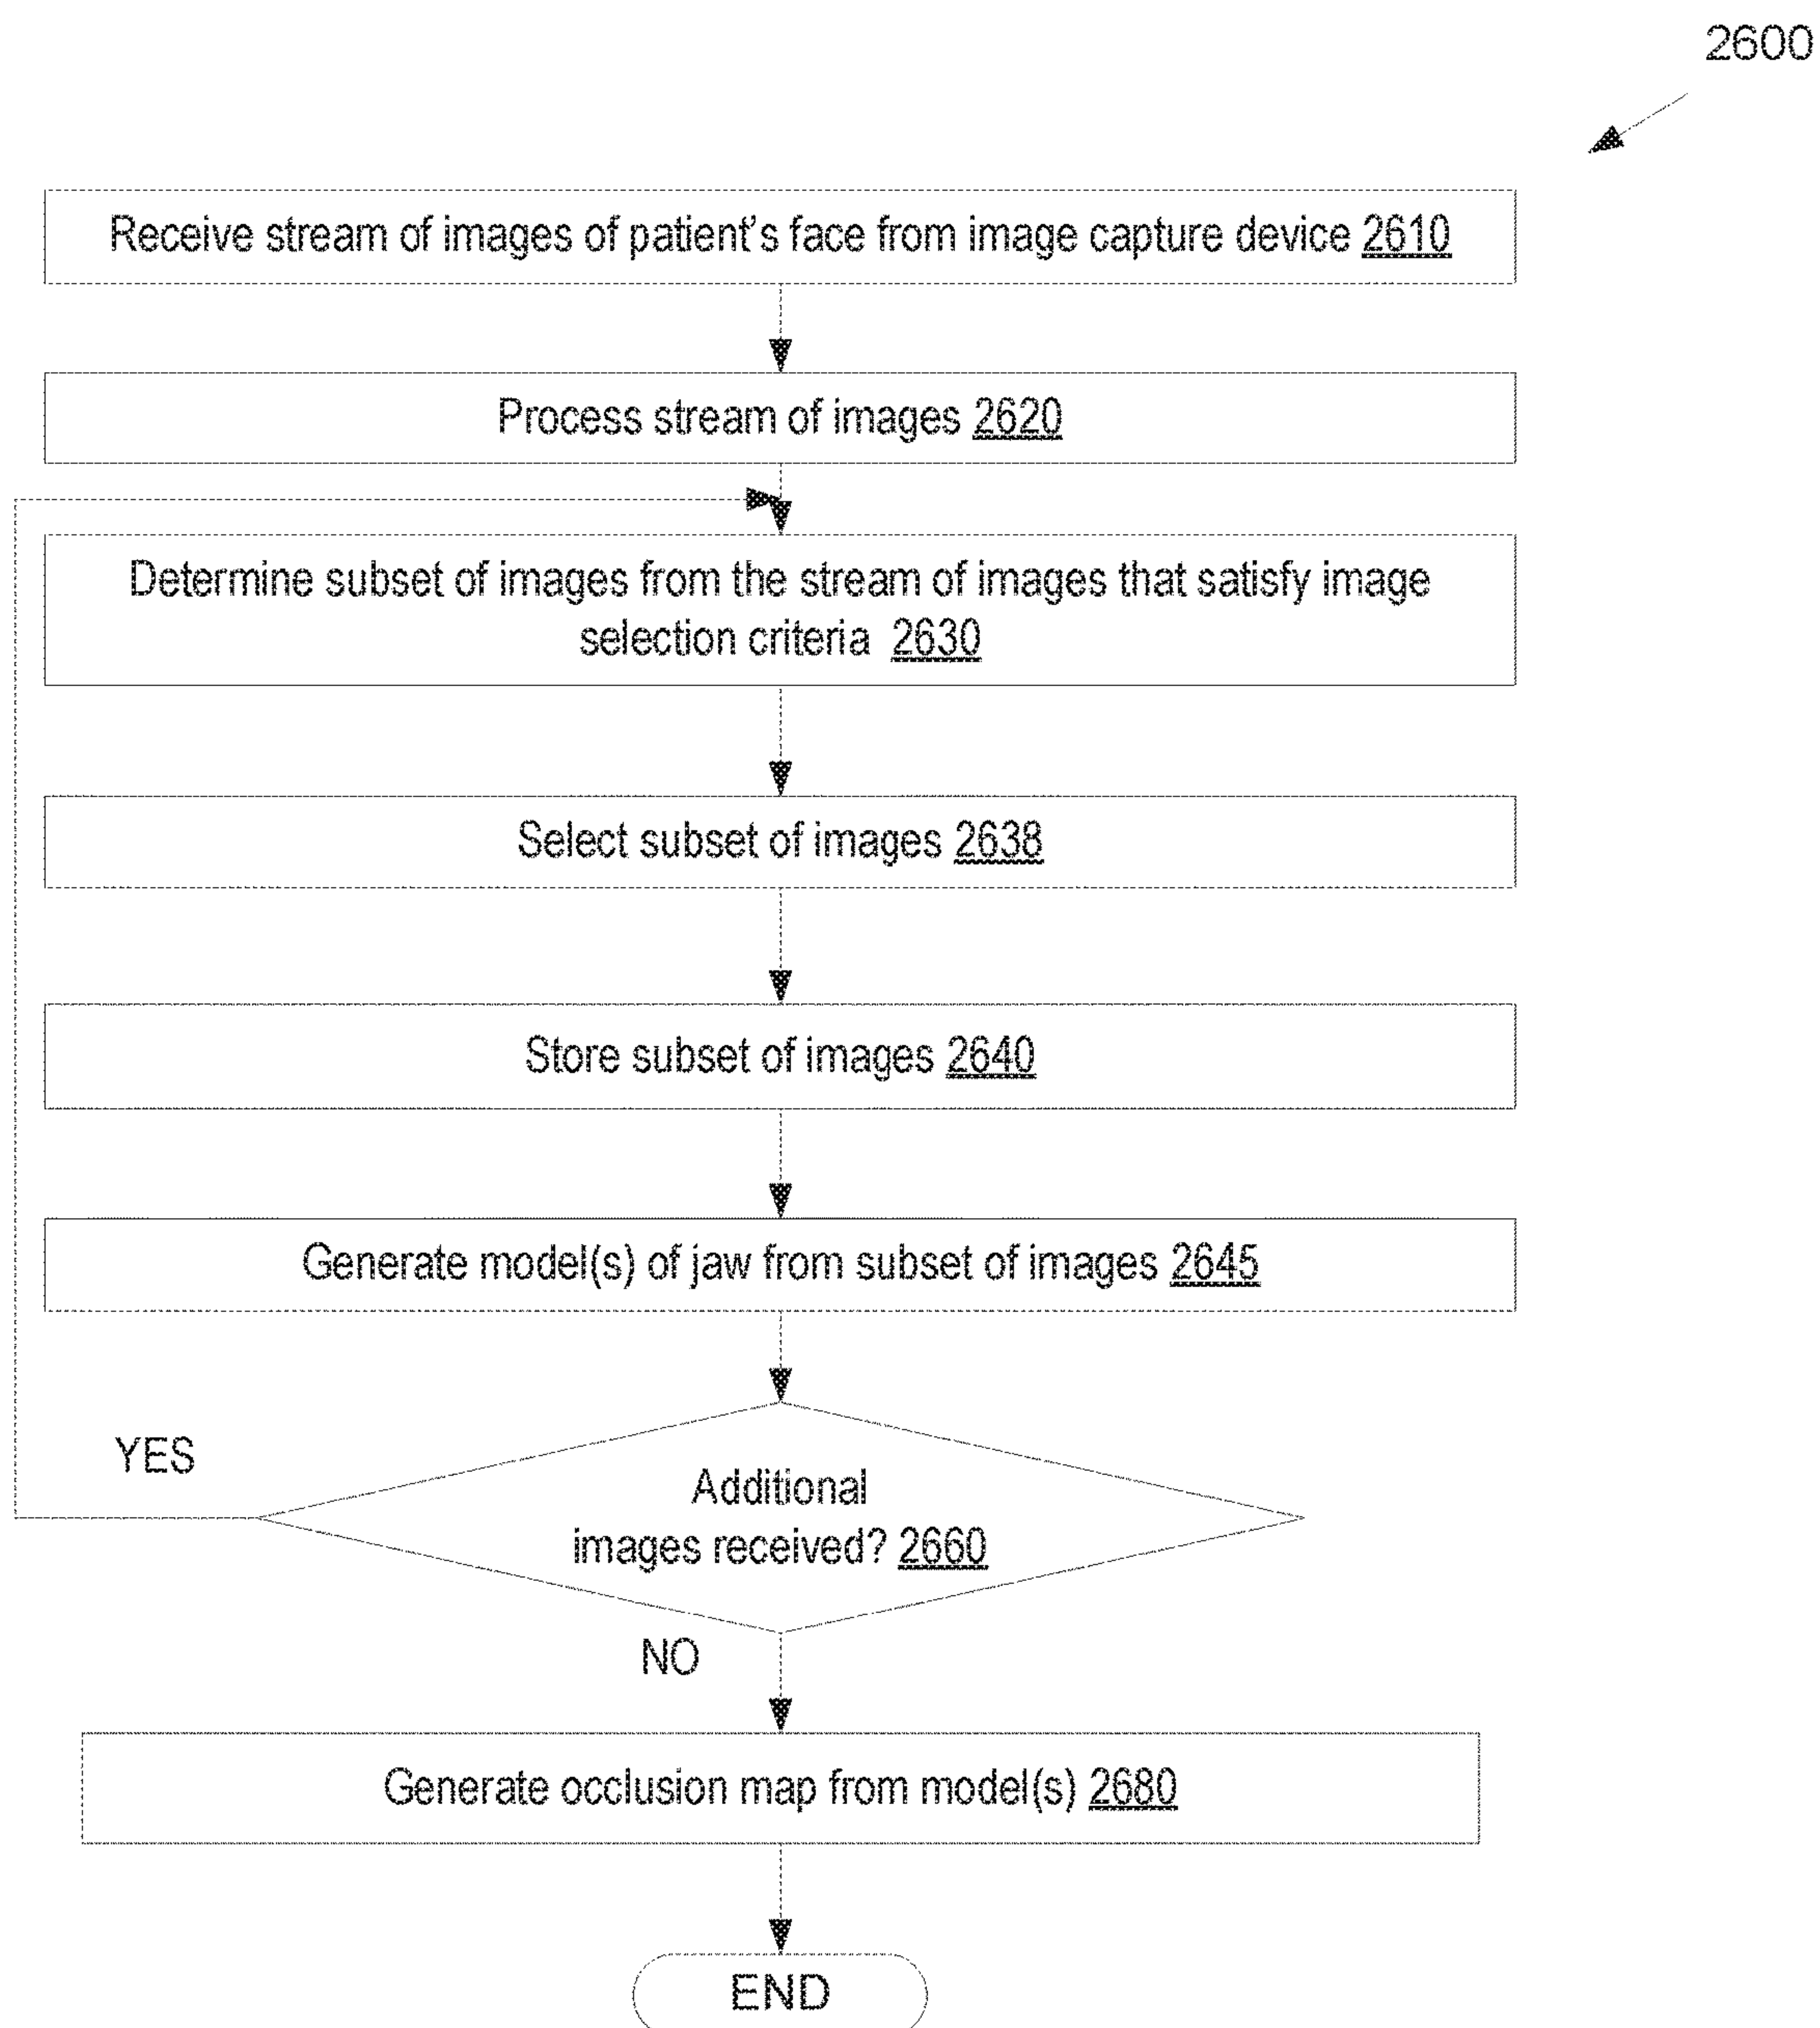 2600
Receive stream of images of patient's face from image capture device 2610
Process stream of images 2620
Determine subset of images from the stream of images that satisfy image
selection criteria 2630
Select subset of images 2638
Store subset of images 2640
Generate model(s) of jaw from subset of images 2645
YES
Additional
images received? 2660
NO
Generate occlusion map from model(s) 2680
END